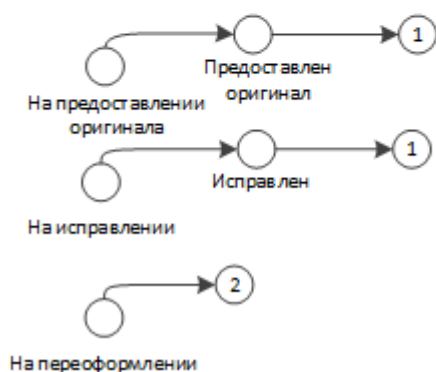 1
Предоставлен
оригинал
На предоставлении
оригинала
1
Исправлен
На исправлении
2
На переоформлении